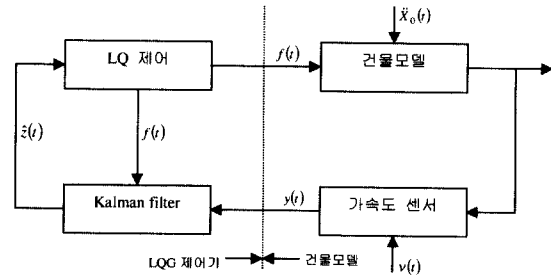 Ẍ₀(t)
LQ 제어
f(t)
건물모델
ẑ(t)
f(t)
Kalman filter
y(t)
가속도 센서
LQG 제어기
건물모델
v(t)